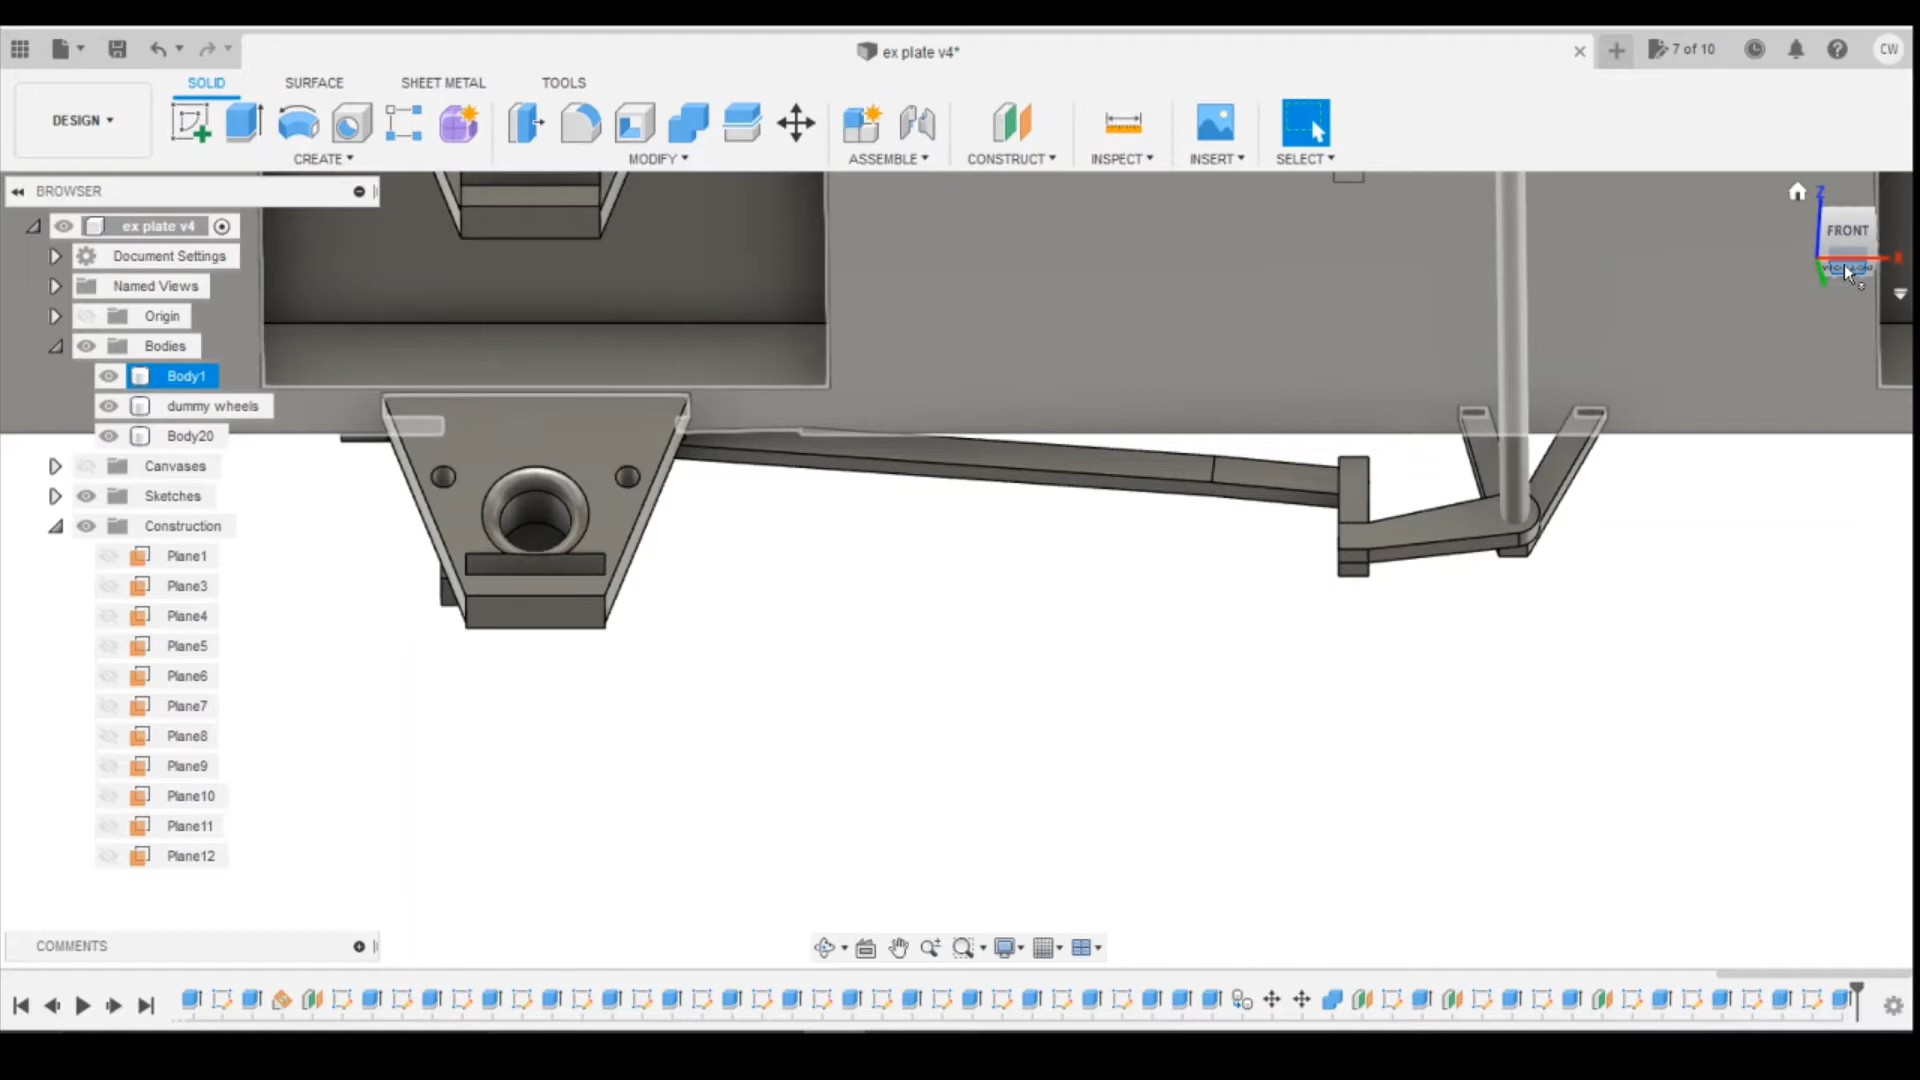 ex plate v4*
7 of 10
CW
DESIGN
SOLID
SURFACE
SHEET METAL
TOOLS
CREATE
MODIFY
ASSEMBLE
CONSTRUCT
INSPECT
INSERT
SELECT
BROWSER
ex plate v4
Document Settings
Named Views
Origin
Bodies
Body1
dummy wheels
Body20
Canvases
Sketches
Construction
Plane1
Plane3
Plane4
Plane5
Plane6
Plane7
Plane8
Plane9
Plane10
Plane11
Plane12
Z
FRONT
X
COMMENTS